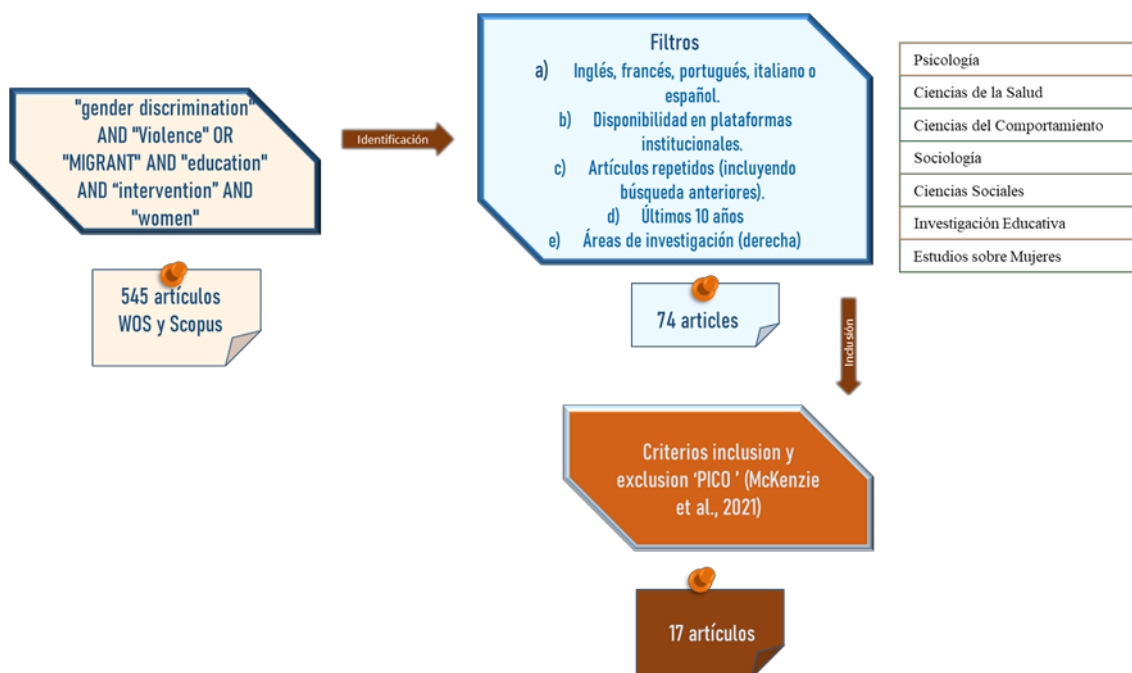 "gender discrimination"
AND "Violence" OR
"MIGRANT" AND "education"
AND “intervention” AND
"women"
545 artículos
WOS y Scopus
Identificación
Filtros
a) Inglés, francés, portugués, italiano o
español.
b) Disponibilidad en plataformas
institucionales.
c) Artículos repetidos (incluyendo
búsqueda anteriores).
d) Últimos 10 años
e) Áreas de investigación (derecha)
74 articles
Psicología
Ciencias de la Salud
Ciencias del Comportamiento
Sociología
Ciencias Sociales
Investigación Educativa
Estudios sobre Mujeres
Inclusión
Criterios inclusion y
exclusion ‘PICO ’ (McKenzie
et al., 2021)
17 artículos